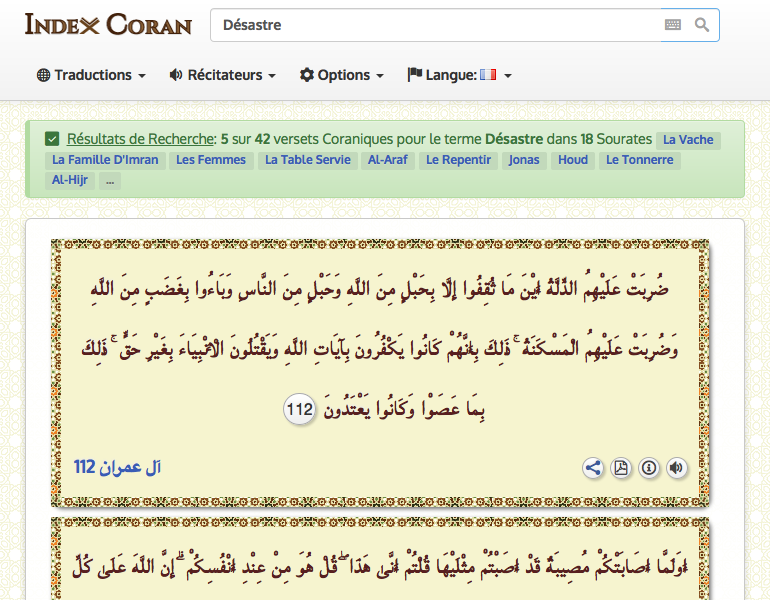 INDEX CORAN
Désastre
Traductions Récitateurs Options Langue:
Résultats de Recherche: 5 sur 42 versets Coraniques pour le terme Désastre dans 18 Sourates La Vache
La Famille D'Imran Les Femmes La Table Servie Al-Araf Le Repentir Jonas Houd Le Tonnerre
Al-Hijr ...
ضُرِبَتْ عَلَيْهِمُ الذِّلَّةُ أَيْنَ مَا ثُقِفُوا إِلَّا بِحَبْلٍ مِنَ اللَّهِ وَحَبْلٍ مِنَ النَّاسِ وَبَاءُوا بِغَضَبٍ مِنَ اللَّهِ
وَضُرِبَتْ عَلَيْهِمُ الْمَسْكَنَةُ ۚ ذَٰلِكَ بِأَنَّهُمْ كَانُوا يَكْفُرُونَ بِآيَاتِ اللَّهِ وَيَقْتُلُونَ الْأَنْبِيَاءَ بِغَيْرِ حَقٍّ ۚ ذَٰلِكَ
بِمَا عَصَوْا وَكَانُوا يَعْتَدُونَ 112
آل عمران 112
أَوَلَمَّا أَصَابَتْكُمْ مُصِيبَةٌ قَدْ أَصَبْتُمْ مِثْلَيْهَا قُلْتُمْ أَنَّىٰ هَٰذَا ۖ قُلْ هُوَ مِنْ عِنْدِ أَنْفُسِكُمْ ۗ إِنَّ اللَّهَ عَلَىٰ كُلِّ